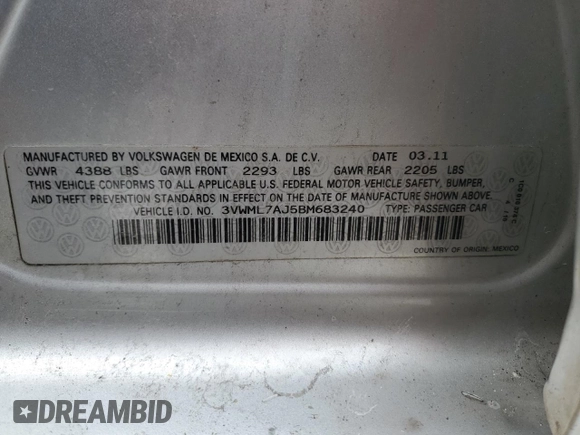 MANUFACTURED BY VOLKSWAGEN DE MEXICO S.A. DE C.V. DATE 03.11
GVWR 4388 LBS GAWR FRONT 2293 LBS GAWR REAR 2205 LBS
THIS VEHICLE CONFORMS TO ALL APPLICABLE U.S. FEDERAL MOTOR VEHICLE SAFETY, BUMPER,
AND THEFT PREVENTION STANDARDS IN EFFECT ON THE DATE OF MANUFACTURE SHOWN ABOVE.
VEHICLE I.D. NO. 3VWML7AJ5BM683240 TYPE: PASSENGER CAR
COUNTRY OF ORIGIN: MEXICO
DREAMBID